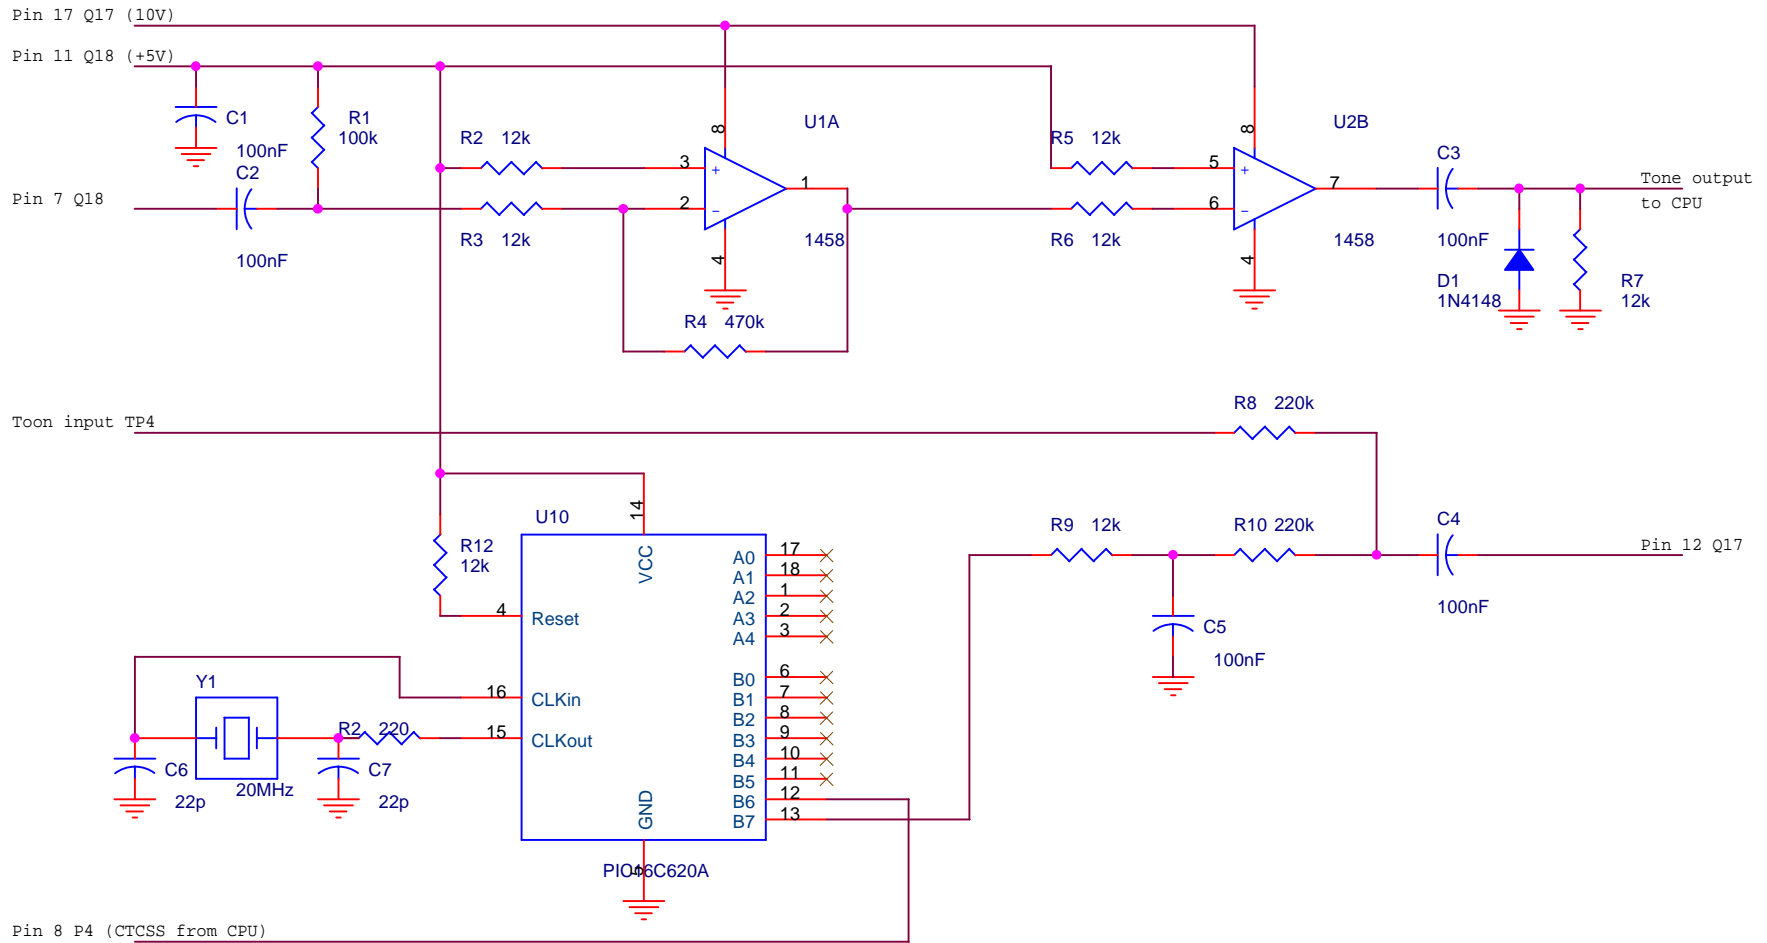 Pin 17 Q17 (10V)
Pin 11 Q18 (+5V)
C1
100nF
R1
100k
C2
100nF
Pin 7 Q18
R2 12k
R3 12k
U1A
8
3
+
2
−
1
4
1458
R4 470k
R5 12k
R6 12k
U2B
8
5
+
6
−
7
4
1458
C3
100nF
D1
1N4148
R7
12k
Tone output
to CPU
Toon input TP4
R8 220k
R9 12k
R10 220k
C4
100nF
Pin 12 Q17
C5
100nF
R12
12k
U10
14
VCC
4 Reset
16 CLKin
15 CLKout
GND
5
A0 17
A1 18
A2 1
A3 2
A4 3
B0 6
B1 7
B2 8
B3 9
B4 10
B5 11
B6 12
B7 13
PIC16C620A
Y1
20MHz
R2 220
C6
22p
C7
22p
Pin 8 P4 (CTCSS from CPU)